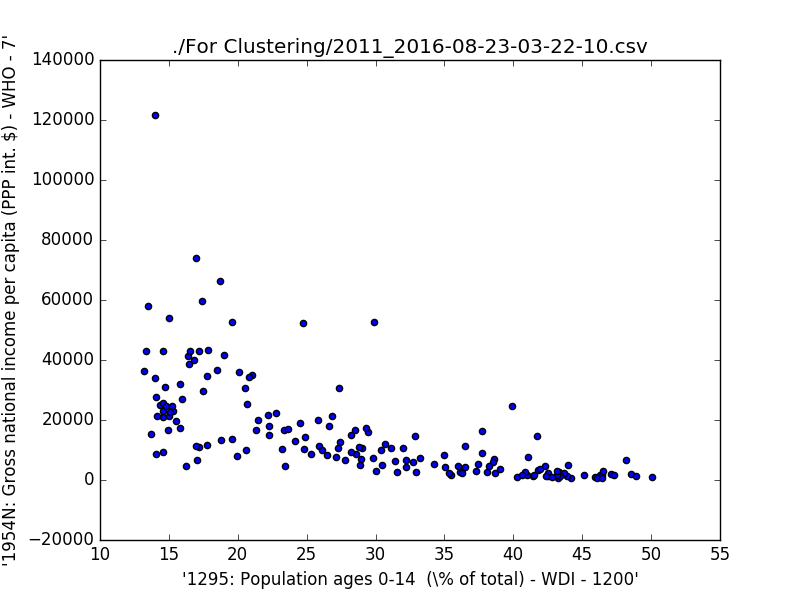 ./For Clustering/2011_2016-08-23-03-22-10.csv
140000
120000
100000
80000
60000
40000
20000
0
−20000
10 15 20 25 30 35 40 45 50 55
'1295: Population ages 0-14 (\% of total) - WDI - 1200'
'1954N: Gross national income per capita (PPP int. $) - WHO - 7'